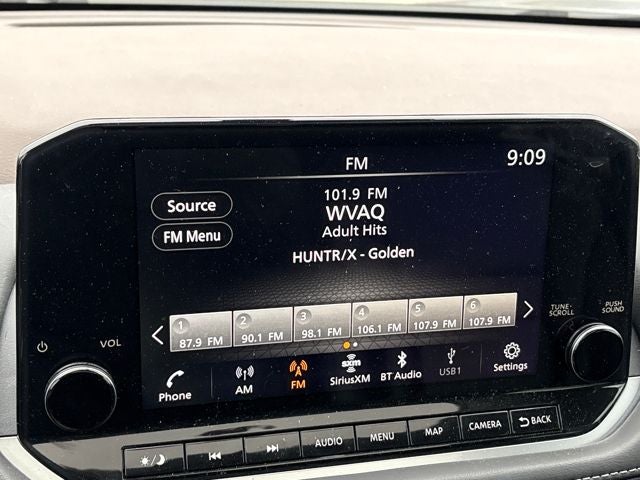 FM
9:09
Source
FM Menu
101.9 FM
WVAQ
Adult Hits
HUNTR/X - Golden
1 87.9 FM
2 90.1 FM
3 98.1 FM
4 106.1 FM
5 107.9 FM
6 107.9 FM
VOL
TUNE·
SCROLL
PUSH
SOUND
Phone
AM
FM
sxm
SiriusXM
BT Audio
USB1
Settings
AUDIO
MENU
MAP
CAMERA
BACK